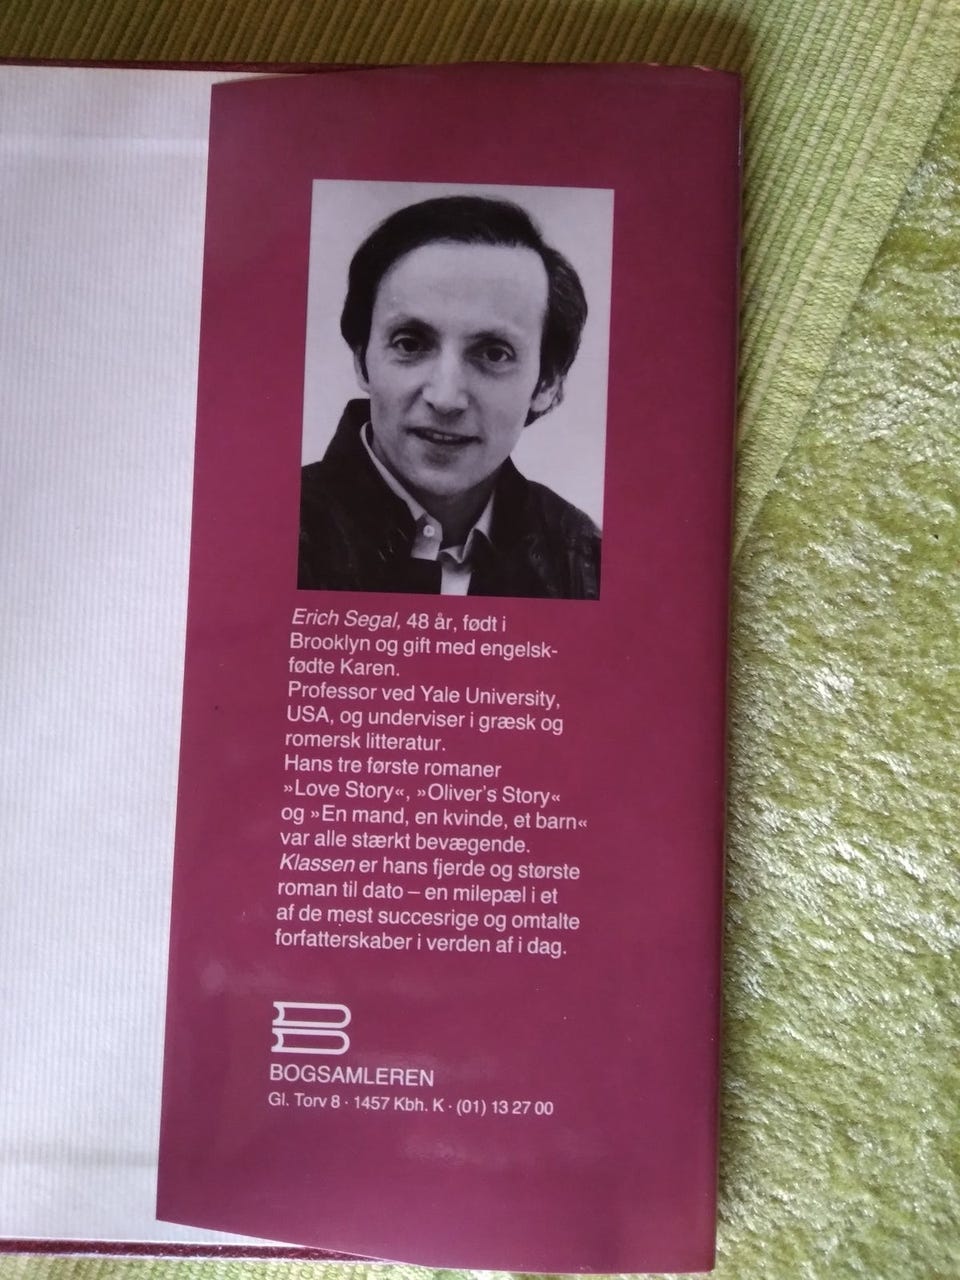 Erich Segal, 48 år, født i
Brooklyn og gift med engelsk-
fødte Karen.
Professor ved Yale University,
USA, og underviser i græsk og
romersk litteratur.
Hans tre første romaner
»Love Story«, »Oliver's Story«
og »En mand, en kvinde, et barn«
var alle stærkt bevægende.
Klassen er hans fjerde og største
roman til dato – en milepæl i et
af de mest succesrige og omtalte
forfatterskaber i verden af i dag.
BOGSAMLEREN
Gl. Torv 8 · 1457 Kbh. K · (01) 13 27 00